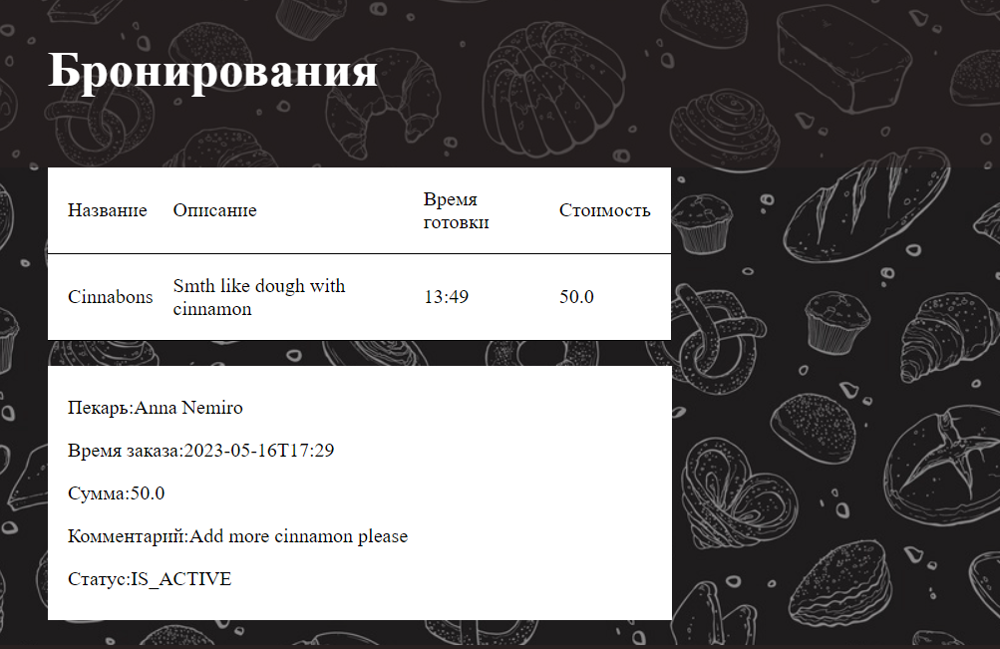 Бронирования
Название Описание Время готовки Стоимость
Cinnabons Smth like dough with cinnamon 13:49 50.0
Пекарь:Anna Nemiro
Время заказа:2023-05-16T17:29
Сумма:50.0
Комментарий:Add more cinnamon please
Статус:IS_ACTIVE